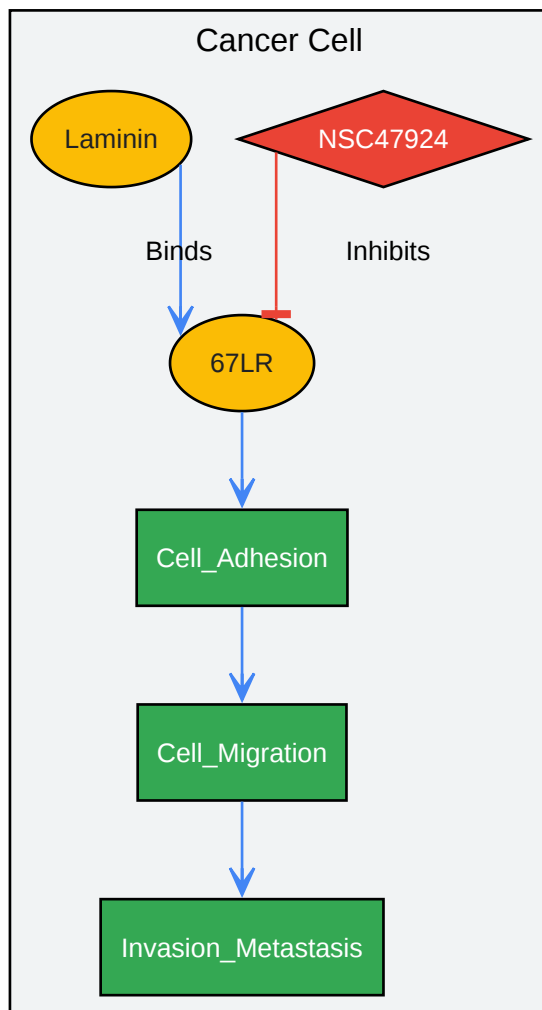 Cancer Cell
Laminin
NSC47924
Binds
Inhibits
67LR
Cell_Adhesion
Cell_Migration
Invasion_Metastasis